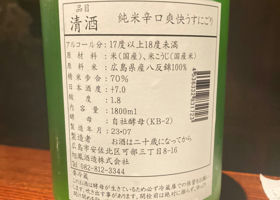 品目
清酒 純米辛口爽快うすにごり
アルコール分: 17度以上18度未満
原材料: 米(国産)、米こうじ(国産米)
原料米: 広島県産八反錦100%
精米歩合: 70%
日本酒度: +7.0
酸度: 1.8
内容量: 1800ml
酵母: 自社酵母(KB-2)
製造年月: 23・07
お酒は二十歳になってから
広島市安佐北区可部三丁目8-16
旭鳳酒造株式会社
Tel. 082-812-3344
要冷蔵